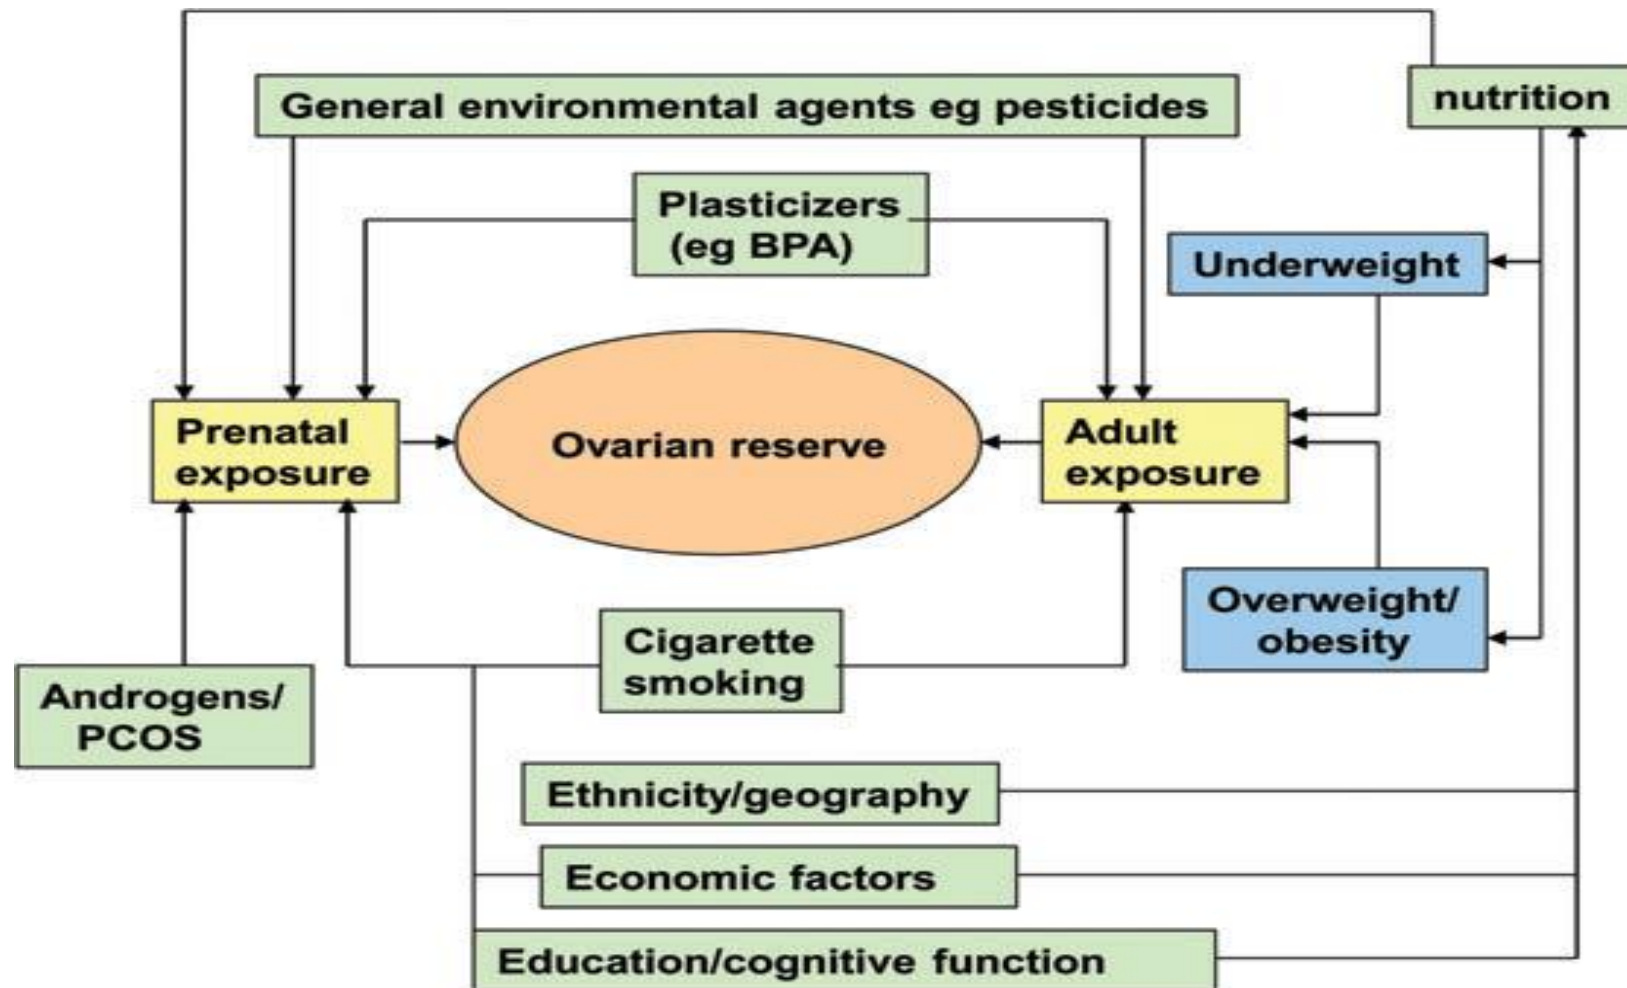 General environmental agents eg pesticides
nutrition
Plasticizers
(eg BPA)
Underweight
Prenatal
exposure
Ovarian reserve
Adult
exposure
Overweight/
obesity
Cigarette
smoking
Androgens/
PCOS
Ethnicity/geography
Economic factors
Education/cognitive function